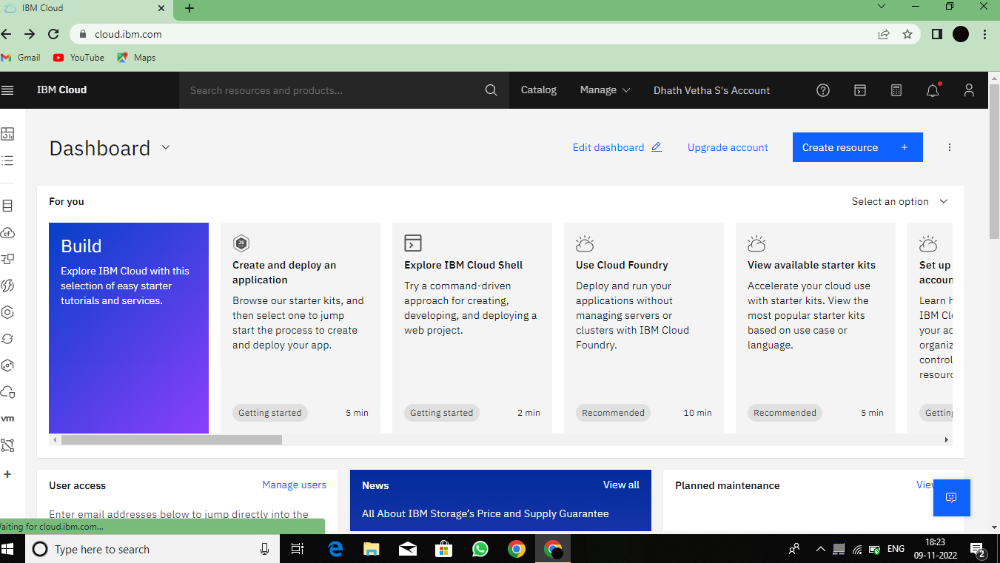 IBM Cloud
cloud.ibm.com
Gmail YouTube Maps
IBM Cloud Search resources and products... Catalog Manage Dhath Vetha S's Account
Dashboard Edit dashboard Upgrade account Create resource +
For you Select an option
Build
Explore IBM Cloud with this
selection of easy starter
tutorials and services.
JS
Create and deploy an
application
Browse our starter kits, and
then select one to jump
start the process to create
and deploy your app.
Getting started 5 min
Explore IBM Cloud Shell
Try a command-driven
approach for creating,
developing, and deploying a
web project.
Getting started 2 min
Use Cloud Foundry
Deploy and run your
applications without
managing servers or
clusters with IBM Cloud
Foundry.
Recommended 10 min
View available starter kits
Accelerate your cloud use
with starter kits. View the
most popular starter kits
based on use case or
language.
Recommended 5 min
Set up
accoun
Learn h
IBM Cl
your ac
organiz
control
resourc
Getting
cf
vm
User access Manage users
Enter email addresses below to jump directly into the
News View all
All About IBM Storage's Price and Supply Guarantee
Planned maintenance View
Waiting for cloud.ibm.com...
Type here to search
ENG
18:23
09-11-2022
2